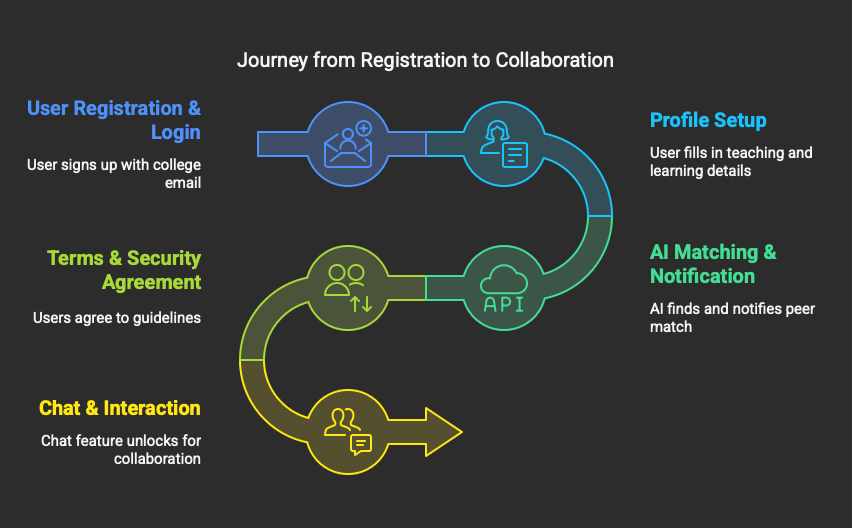 Journey from Registration to Collaboration
User Registration &
Login
User signs up with college
email
Profile Setup
User fills in teaching and
learning details
AI Matching &
Notification
AI finds and notifies peer
match
API
Terms & Security
Agreement
Users agree to guidelines
Chat & Interaction
Chat feature unlocks for
collaboration